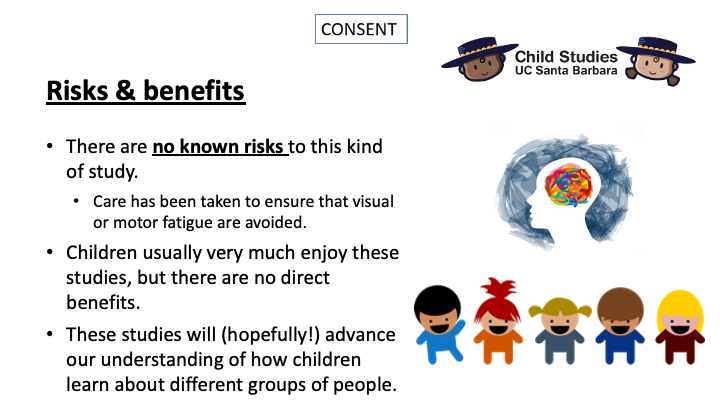 CONSENT
Child Studies
UC Santa Barbara
Risks & benefits
• There are no known risks to this kind
of study.
• Care has been taken to ensure that visual
or motor fatigue are avoided.
• Children usually very much enjoy these
studies, but there are no direct
benefits.
• These studies will (hopefully!) advance
our understanding of how children
learn about different groups of people.